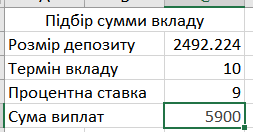 Підбір сумми вкладу
Розмір депозиту 2492.224
Термін вкладу 10
Процентна ставка 9
Сума виплат 5900